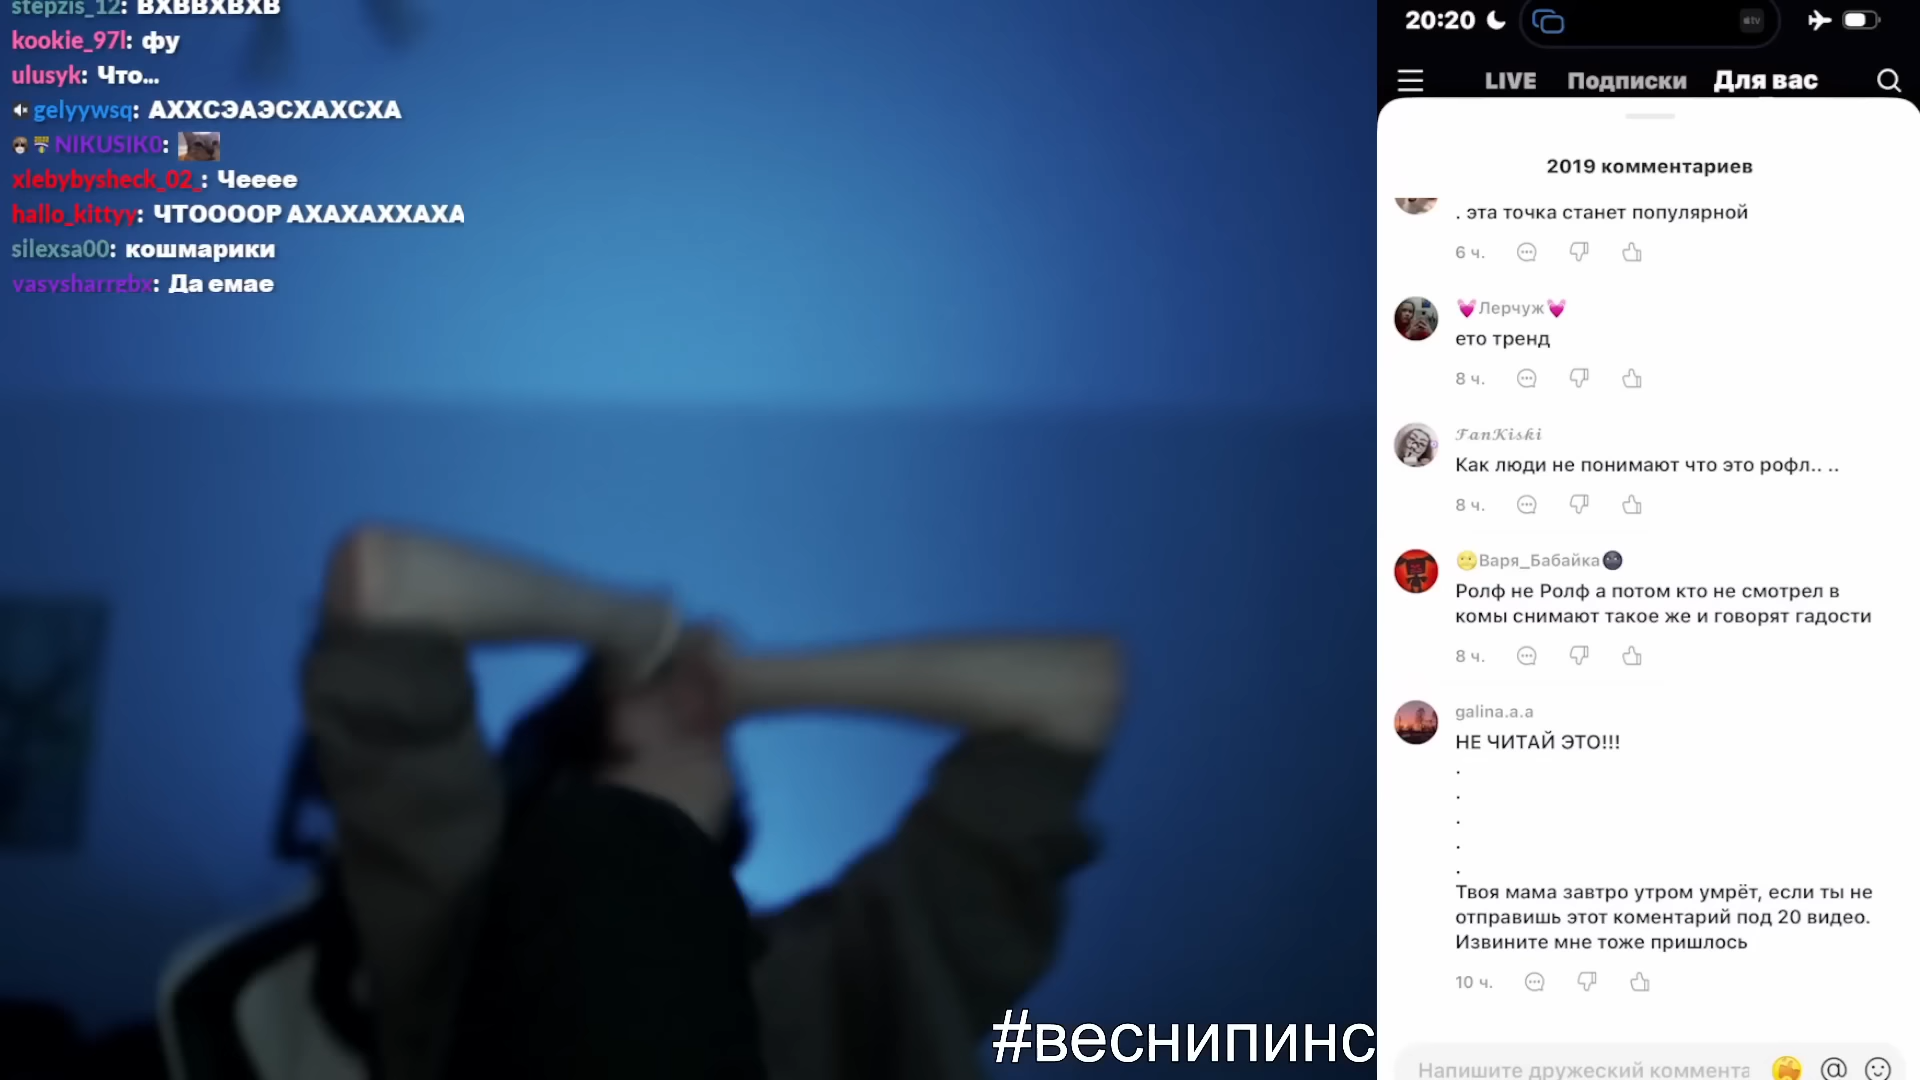 stepzis_12: ВХВВХВХВ
kookie_97l: фу
ulusyk: Что...
gelyywsq: АХХСЭАЭСХАХСХА
NIKUSIK0:
xlebybysheck_02_: Чееее
hallo_kittyy: ЧТООООР АХАХАХХАХА
silexsa00: кошмарики
vasysharrgbx: Да емае
#веснипинс
20:20
LIVE Подписки Для вас
2019 комментариев
. эта точка станет популярной
6 ч.
💓Лерчуж💓
ето тренд
8 ч.
𝓕𝓪𝓷𝓚𝓲𝓼𝓴𝓲
Как люди не понимают что это рофл.. ..
8 ч.
🌝Варя_Бабайка🌚
Ролф не Ролф а потом кто не смотрел в
комы снимают такое же и говорят гадости
8 ч.
galina.a.a
НЕ ЧИТАЙ ЭТО!!!
.
.
.
.
.
Твоя мама завтро утром умрёт, если ты не
отправишь этот коментарий под 20 видео.
Извините мне тоже пришлось
10 ч.
Напишите дружеский коммента